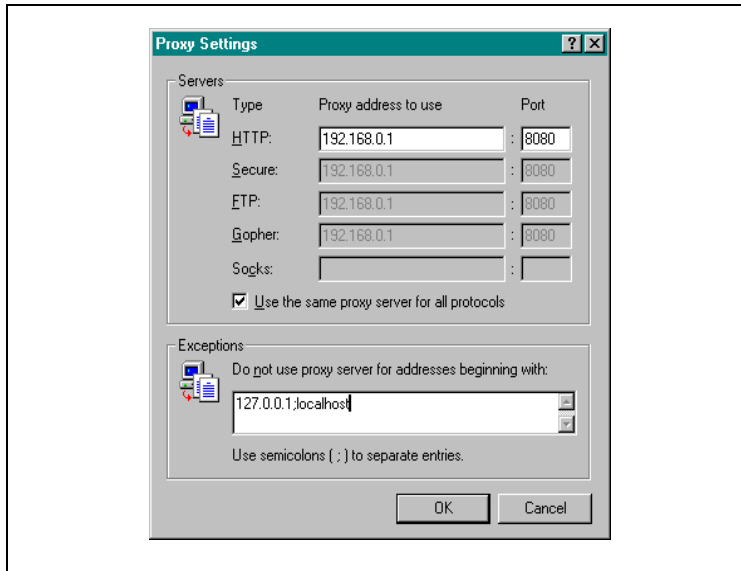 Proxy Settings
Servers
Type Proxy address to use Port
HTTP: 192.168.0.1 : 8080
Secure: 192.168.0.1 : 8080
FTP: 192.168.0.1 : 8080
Gopher: 192.168.0.1 : 8080
Socks: :
Use the same proxy server for all protocols
Exceptions
Do not use proxy server for addresses beginning with:
127.0.0.1;localhost
Use semicolons ( ; ) to separate entries.
OK Cancel